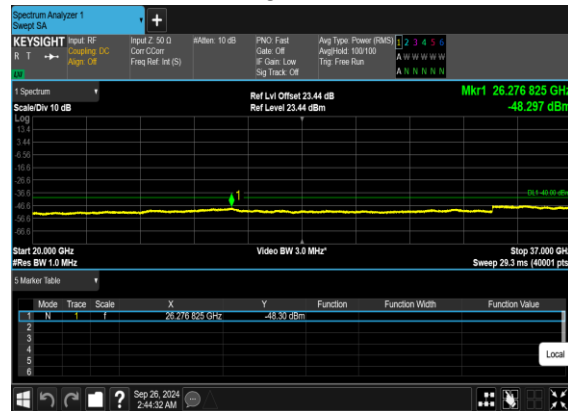 Spectrum Analyzer 1
Swept SA
+
KEYSIGHT Input: RF Input Z: 50 Ω #Atten: 10 dB PNO: Fast Avg Type: Power (RMS) 1 2 3 4 5 6
R T Coupling: DC Corr CCorr Gate: Off Avg|Hold: 100/100 A W W W W W
Align: Off Freq Ref: Int (S) IF Gain: Low Trig: Free Run
LXI Sig Track: Off A N N N N N
1 Spectrum Ref Lvl Offset 23.44 dB Mkr1 26.276 825 GHz
Scale/Div 10 dB Ref Level 23.44 dBm -48.297 dBm
Log
13.4
3.44
-6.56
-16.6
-26.6
-36.6 1 DL1 -40.00 dBm
-46.6
-56.6
-66.6
Start 20.000 GHz Video BW 3.0 MHz* Stop 37.000 GHz
#Res BW 1.0 MHz Sweep 29.3 ms (40001 pts)
5 Marker Table
Mode Trace Scale X Y Function Function Width Function Value
1 N 1 f 26.276 825 GHz -48.30 dBm
2
3
4
5
6
Local
? Sep 26, 2024
2:44:32 AM